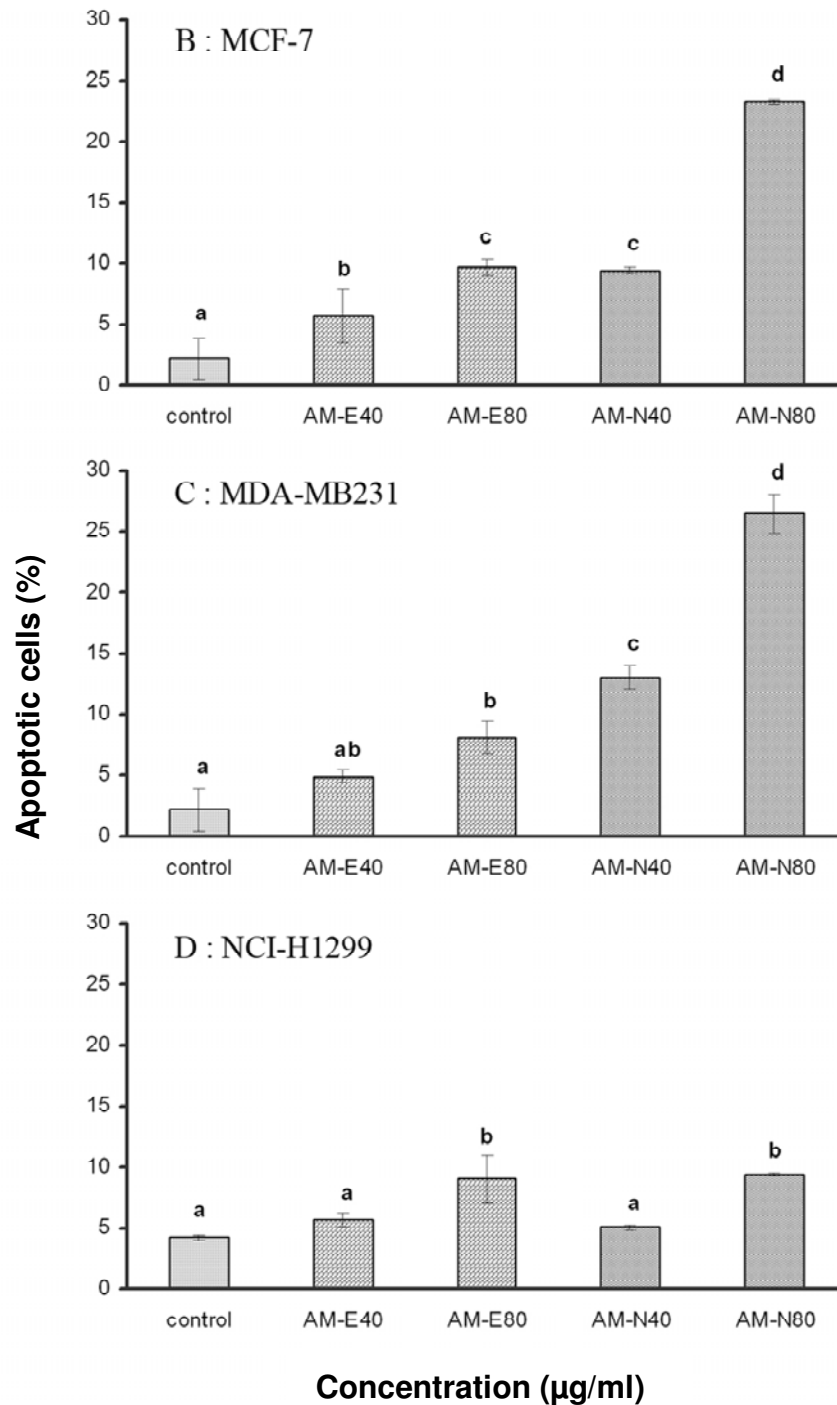 30
B : MCF-7
d
25
20
15
c
c
10
b
a
5
0
control AM-E40 AM-E80 AM-N40 AM-N80
30
C : MDA-MB231
d
25
20
15
c
10
b
ab
a
5
0
control AM-E40 AM-E80 AM-N40 AM-N80
Apoptotic cells (%)
30
D : NCI-H1299
25
20
15
b
b
10
a
a
a
5
0
control AM-E40 AM-E80 AM-N40 AM-N80
Concentration (µg/ml)